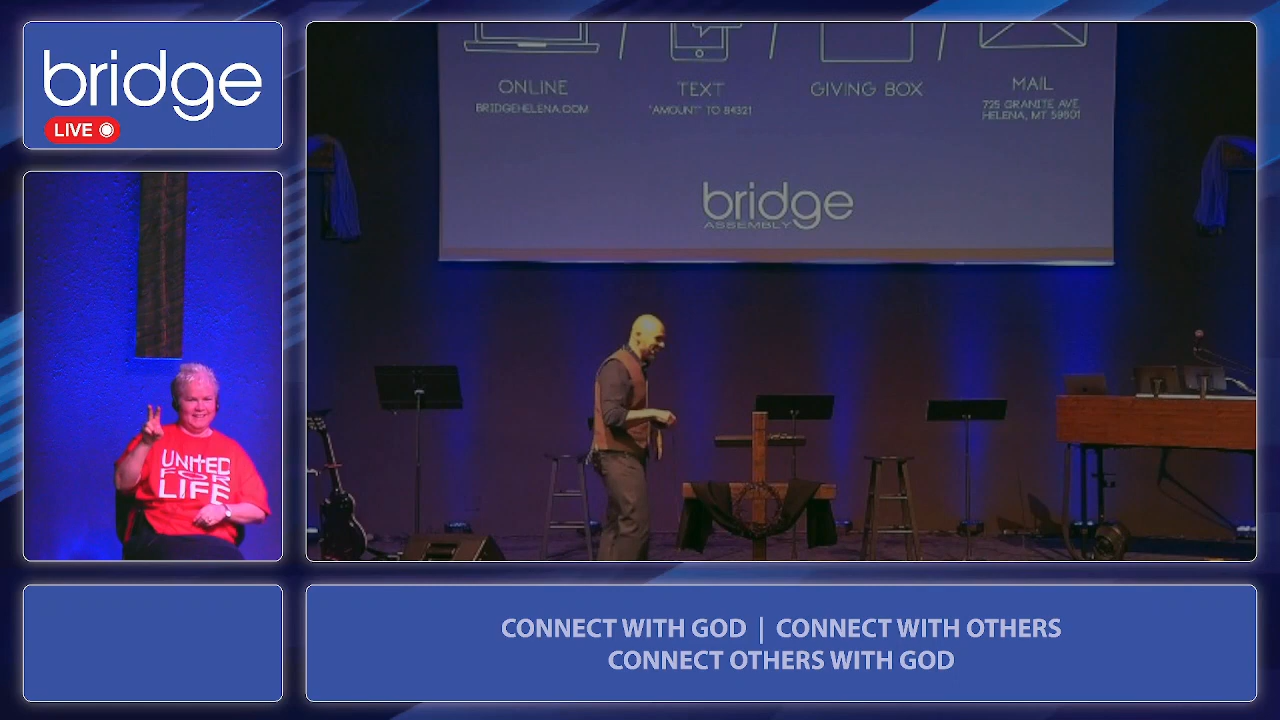 bridge
LIVE
ONLINE
BRIDGEHELENA.COM
TEXT
"AMOUNT" TO 84321
GIVING BOX
MAIL
725 GRANITE AVE.
HELENA, MT 59601
bridge
ASSEMBLY
UNITED
FOR
LIFE
CONNECT WITH GOD | CONNECT WITH OTHERS
CONNECT OTHERS WITH GOD